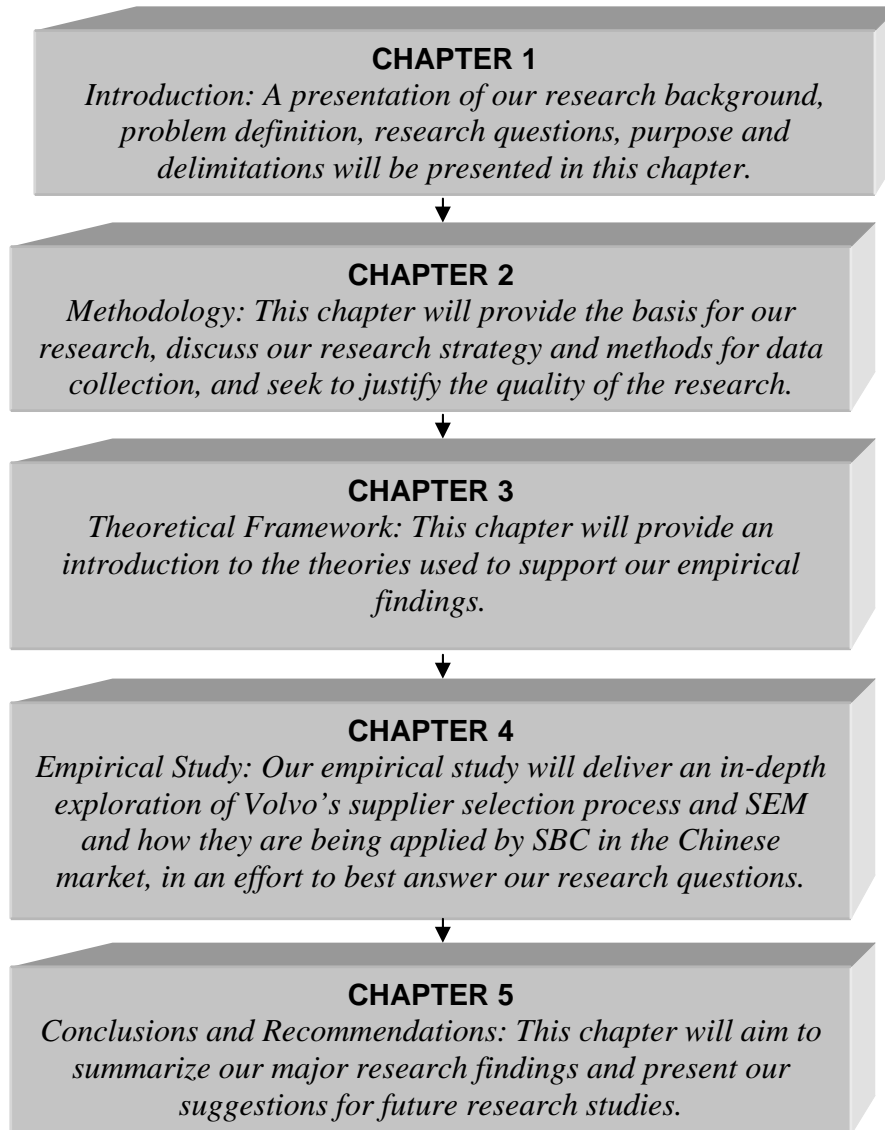 CHAPTER 1
Introduction: A presentation of our research background,
problem definition, research questions, purpose and
delimitations will be presented in this chapter.
CHAPTER 2
Methodology: This chapter will provide the basis for our
research, discuss our research strategy and methods for data
collection, and seek to justify the quality of the research.
CHAPTER 3
Theoretical Framework: This chapter will provide an
introduction to the theories used to support our empirical
findings.
CHAPTER 4
Empirical Study: Our empirical study will deliver an in-depth
exploration of Volvo’s supplier selection process and SEM
and how they are being applied by SBC in the Chinese
market, in an effort to best answer our research questions.
CHAPTER 5
Conclusions and Recommendations: This chapter will aim to
summarize our major research findings and present our
suggestions for future research studies.